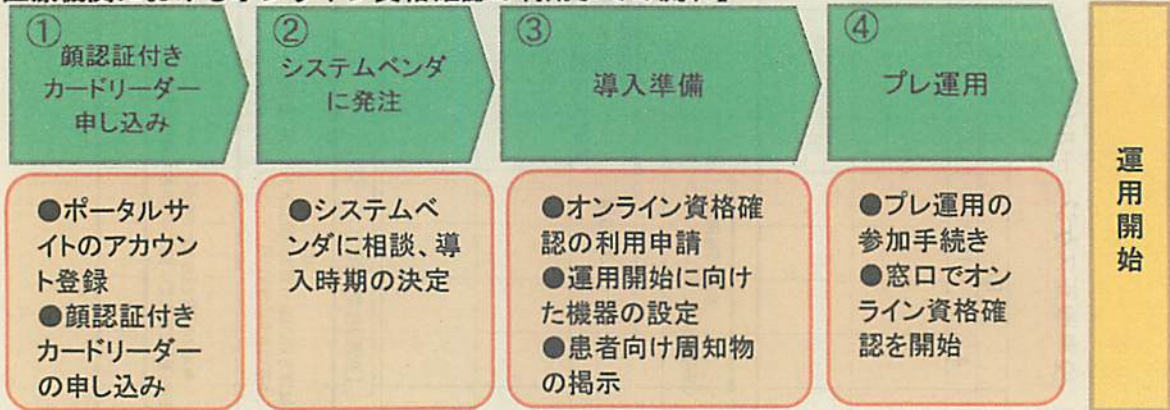 ①
顔認証付き
カードリーダー
申し込み
②
システムベンダ
に発注
③
導入準備
④
プレ運用
●ポータルサ
イトのアカウン
ト登録
●顔認証付き
カードリーダー
の申し込み
●システムベ
ンダに相談、導
入時期の決定
●オンライン資格確
認の利用申請
●運用開始に向け
た機器の設定
●患者向け周知物
の掲示
●プレ運用の
参加手続き
●窓口でオン
ライン資格確
認を開始
運用開始